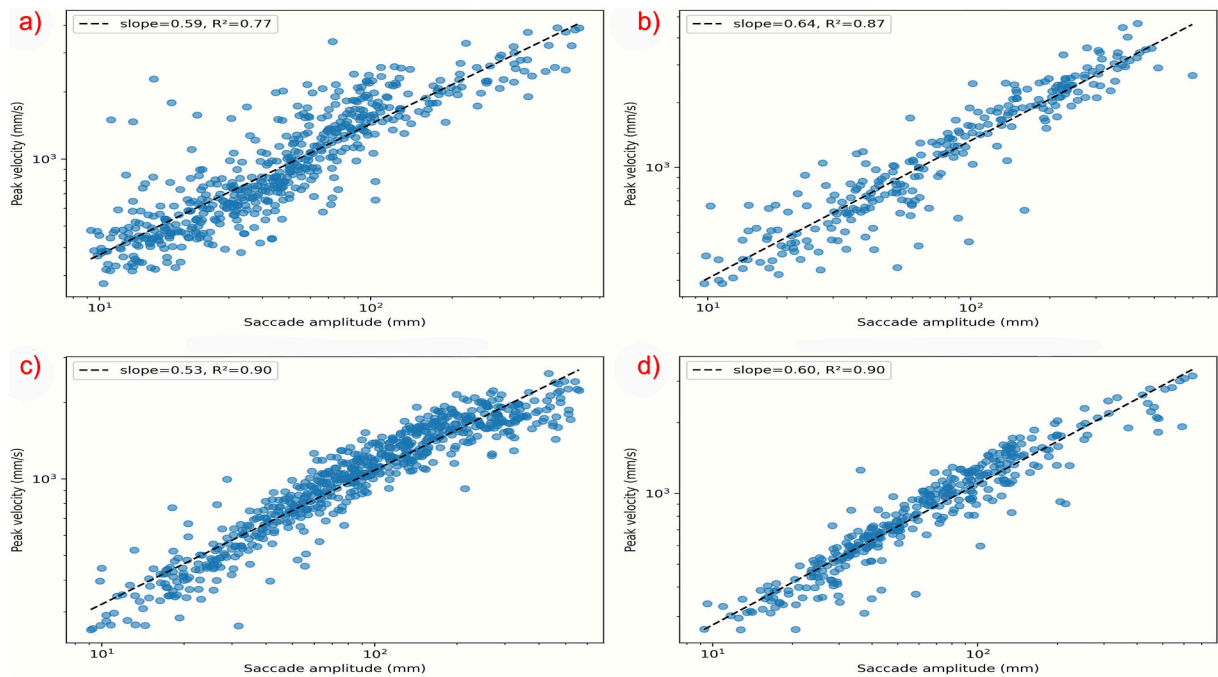 a)
slope=0.59, R²=0.77
Peak velocity (mm/s)
10³
10¹
10²
Saccade amplitude (mm)
b)
slope=0.64, R²=0.87
Peak velocity (mm/s)
10³
10¹
10²
Saccade amplitude (mm)
c)
slope=0.53, R²=0.90
Peak velocity (mm/s)
10³
10¹
10²
Saccade amplitude (mm)
d)
slope=0.60, R²=0.90
Peak velocity (mm/s)
10³
10¹
10²
Saccade amplitude (mm)